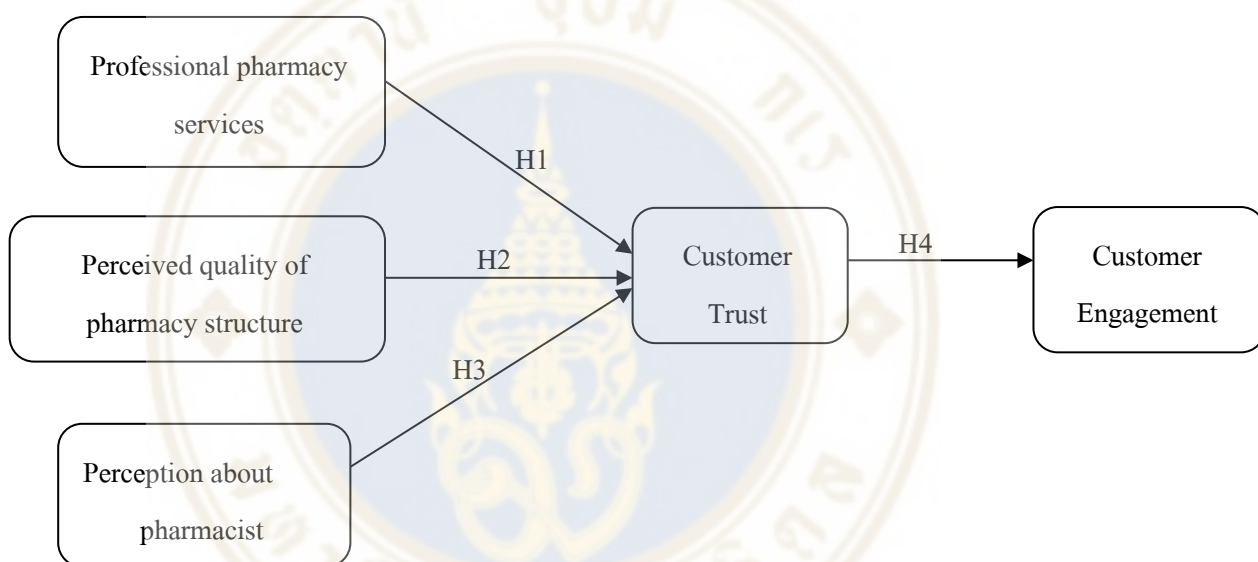 Professional pharmacy
services
H1
Perceived quality of
pharmacy structure
H2
Customer
Trust
H4
Customer
Engagement
H3
Perception about
pharmacist